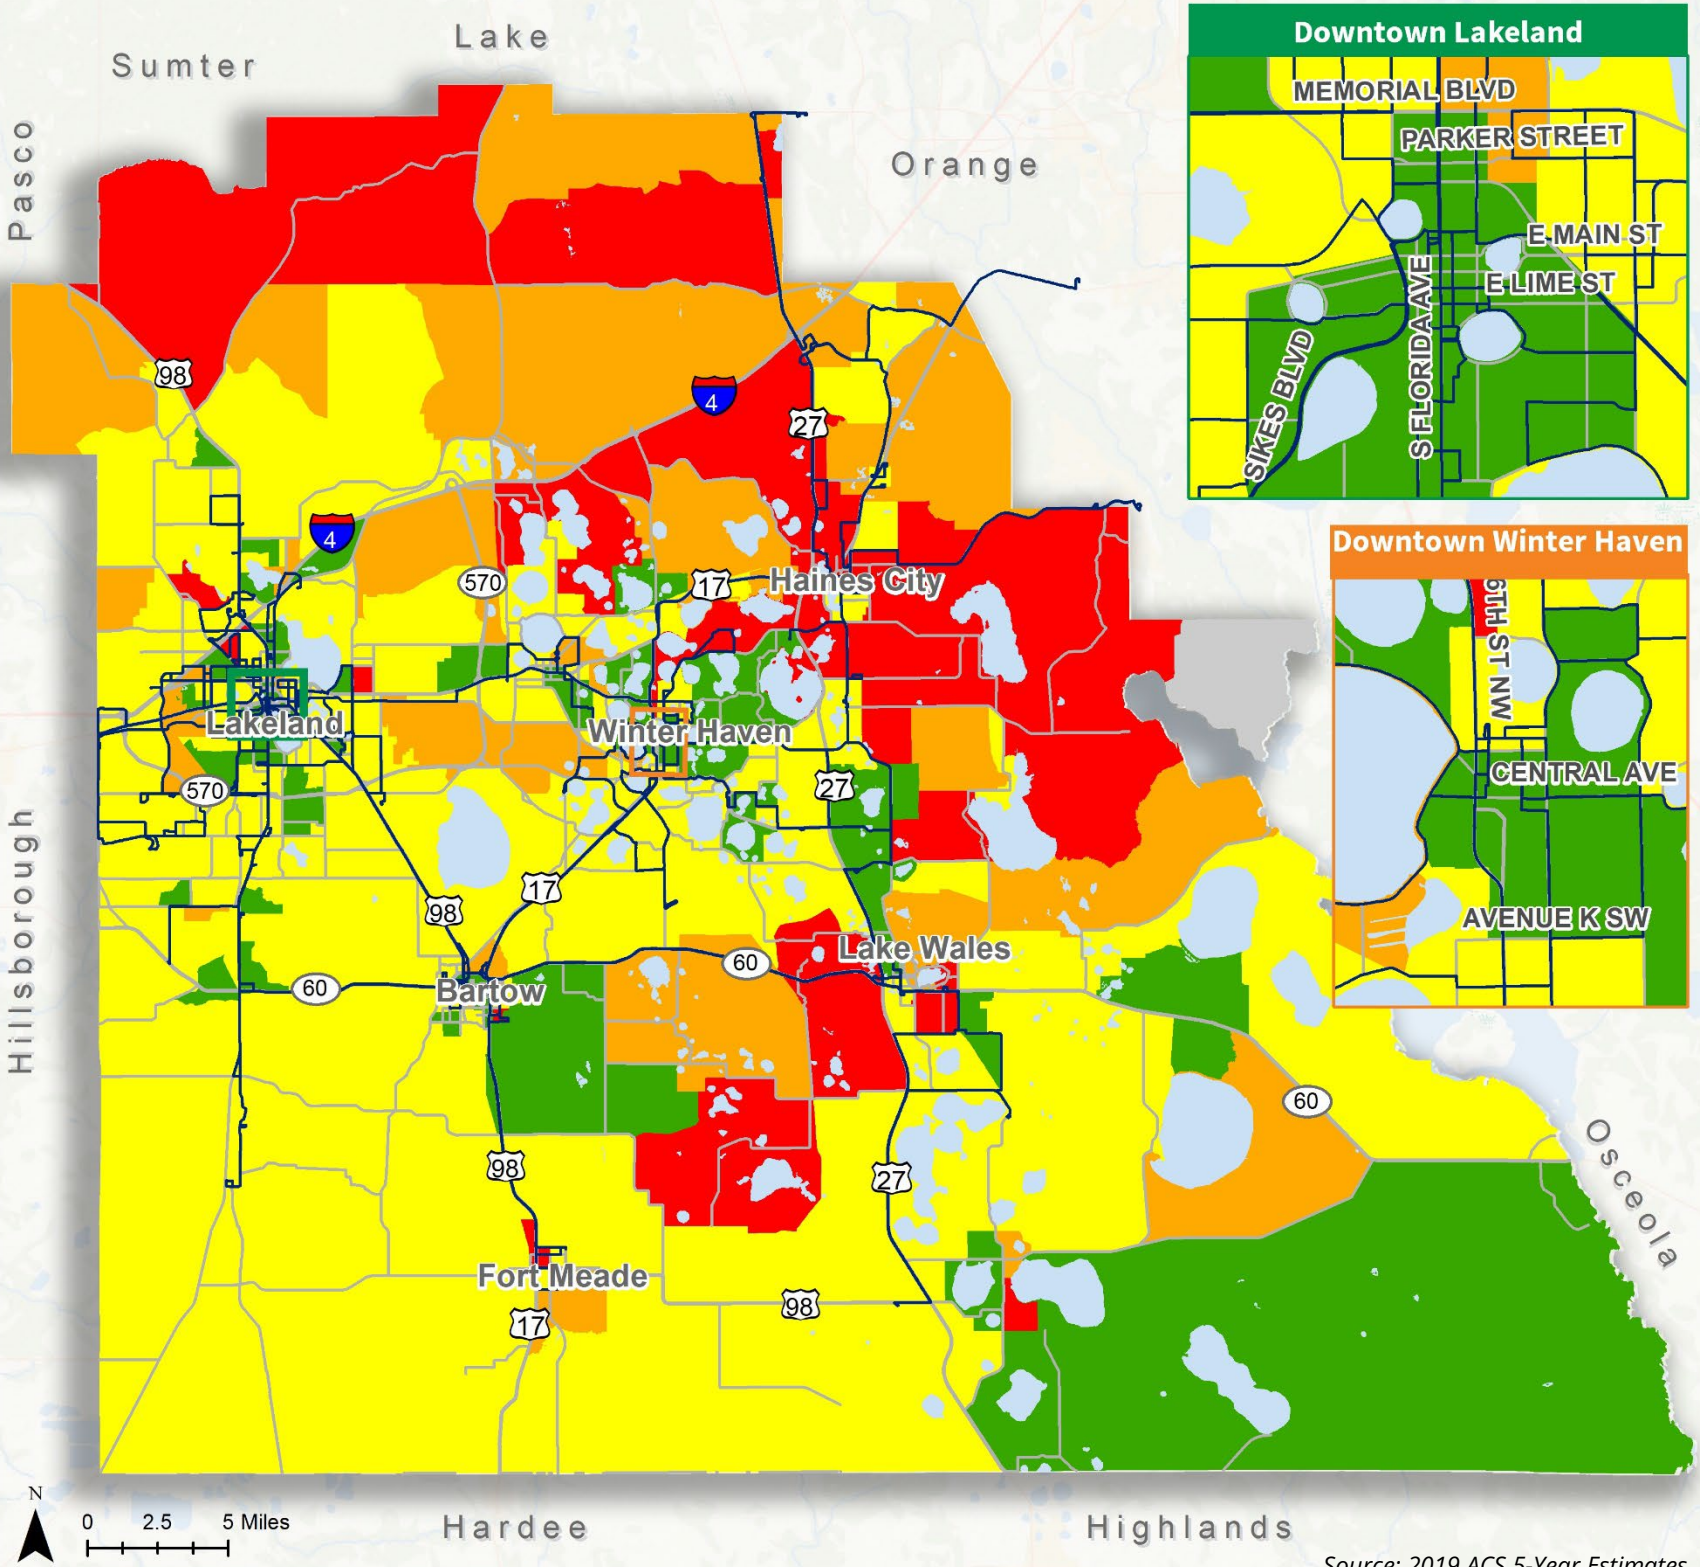 Lake
Sumter
Pasco
Orange
Hillsborough
Osceola
Hardee
Highlands
98
4
27
4
570
17
Haines City
Lakeland
Winter Haven
570
27
98
17
60
Lake Wales
60
Bartow
60
98
27
Fort Meade
98
17
Downtown Lakeland
MEMORIAL BLVD
PARKER STREET
E MAIN ST
E LIME ST
S FLORIDA AVE
SIKES BLVD
Downtown Winter Haven
6TH ST NW
CENTRAL AVE
AVENUE K SW
N
0 2.5 5 Miles
Source: 2019 ACS 5-Year Estimates